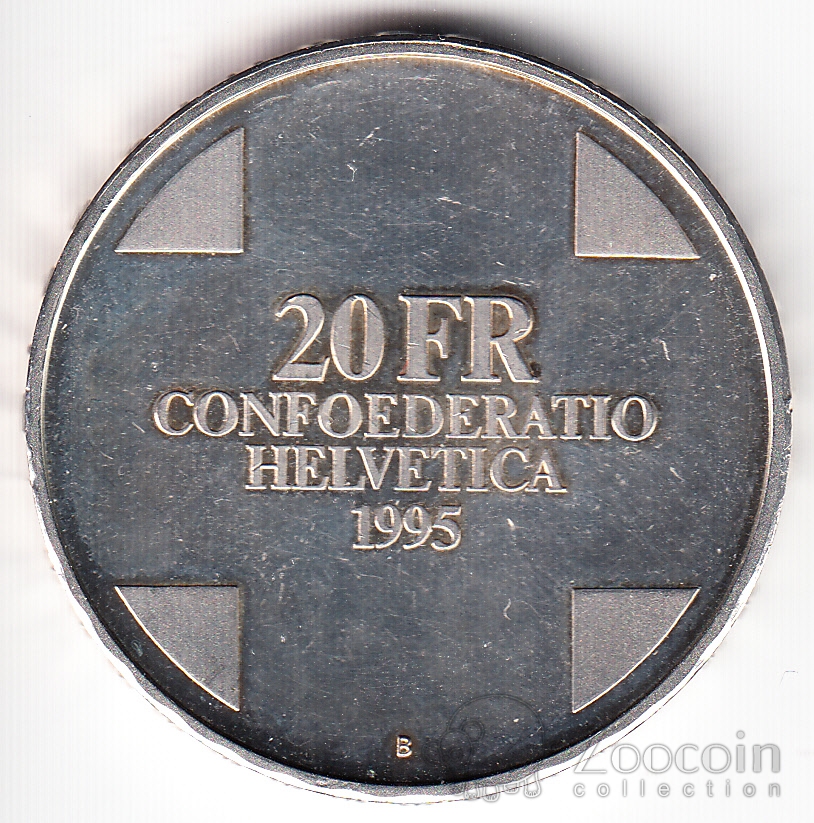 20 FR
CONFOEDERATIO
HELVETICA
1995
B
Zoocoin
collection